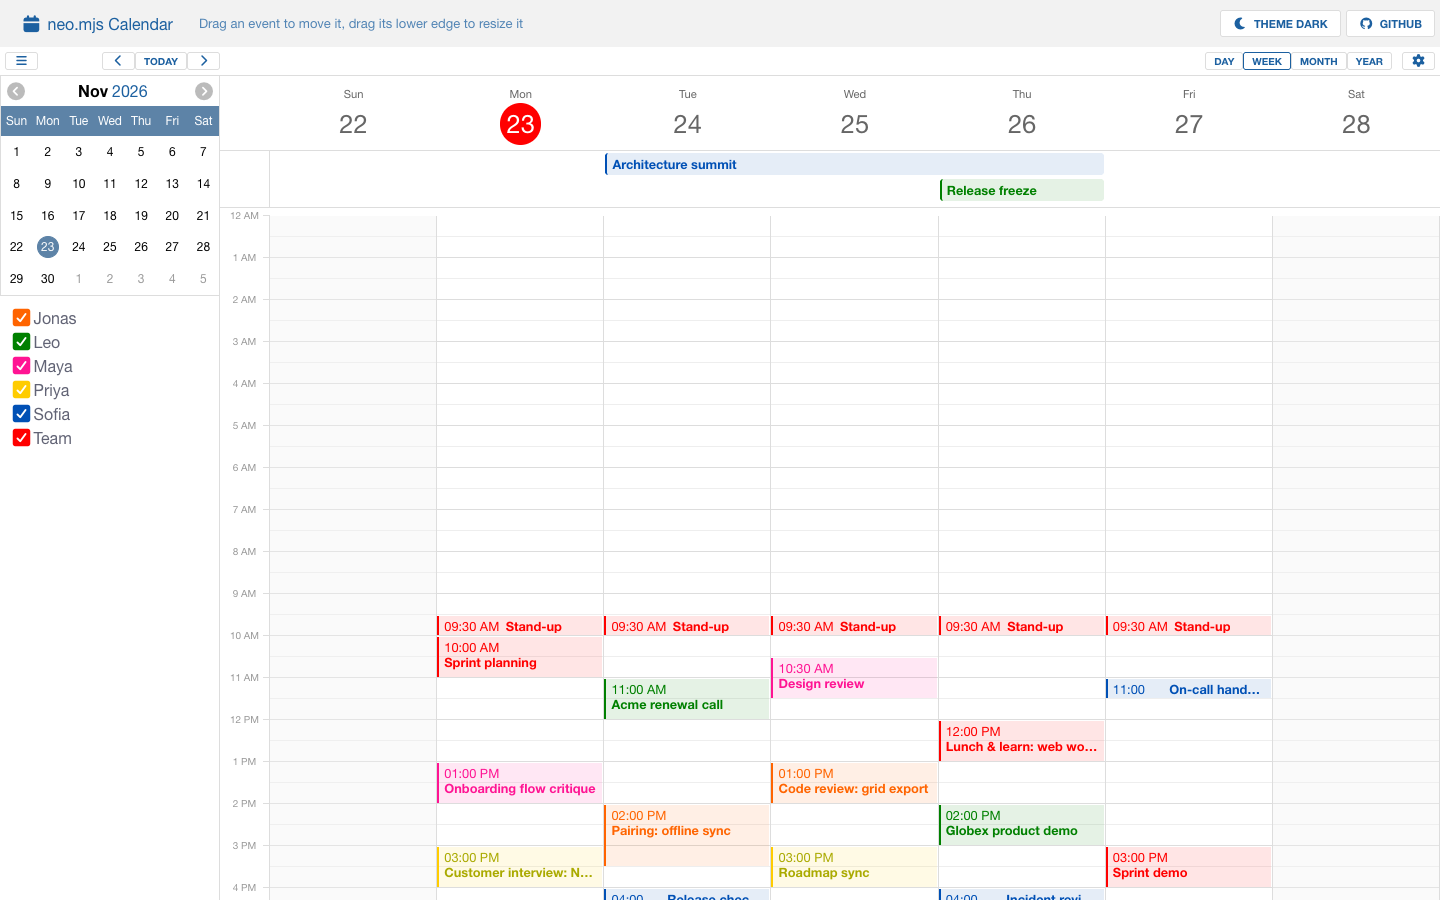 neo.mjs Calendar
Drag an event to move it, drag its lower edge to resize it
THEME DARK
GITHUB
TODAY
DAY
WEEK
MONTH
YEAR
Nov 2026
Sun Mon Tue Wed Thu Fri Sat
1 2 3 4 5 6 7
8 9 10 11 12 13 14
15 16 17 18 19 20 21
22 23 24 25 26 27 28
29 30 1 2 3 4 5
Jonas
Leo
Maya
Priya
Sofia
Team
Sun Mon Tue Wed Thu Fri Sat
22 23 24 25 26 27 28
Architecture summit
Release freeze
12 AM
1 AM
2 AM
3 AM
4 AM
5 AM
6 AM
7 AM
8 AM
9 AM
09:30 AM Stand-up
09:30 AM Stand-up
09:30 AM Stand-up
09:30 AM Stand-up
09:30 AM Stand-up
10 AM
10:00 AM
Sprint planning
10:30 AM
Design review
11 AM
11:00 AM
Acme renewal call
11:00 On-call hand...
12 PM
12:00 PM
Lunch & learn: web wo...
1 PM
01:00 PM
Onboarding flow critique
01:00 PM
Code review: grid export
2 PM
02:00 PM
Pairing: offline sync
02:00 PM
Globex product demo
3 PM
03:00 PM
Customer interview: N...
03:00 PM
Roadmap sync
03:00 PM
Sprint demo
4 PM
04:00 Release chec
04:00 Incident revi